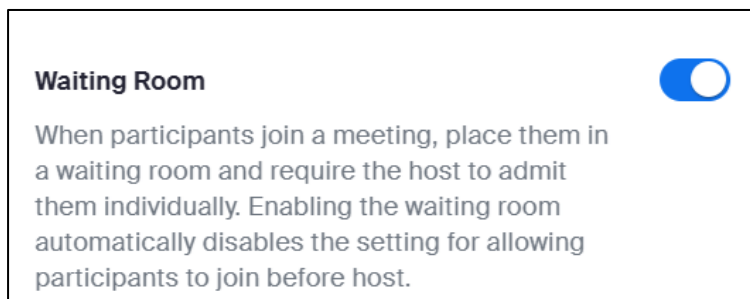 Waiting Room
When participants join a meeting, place them in
a waiting room and require the host to admit
them individually. Enabling the waiting room
automatically disables the setting for allowing
participants to join before host.